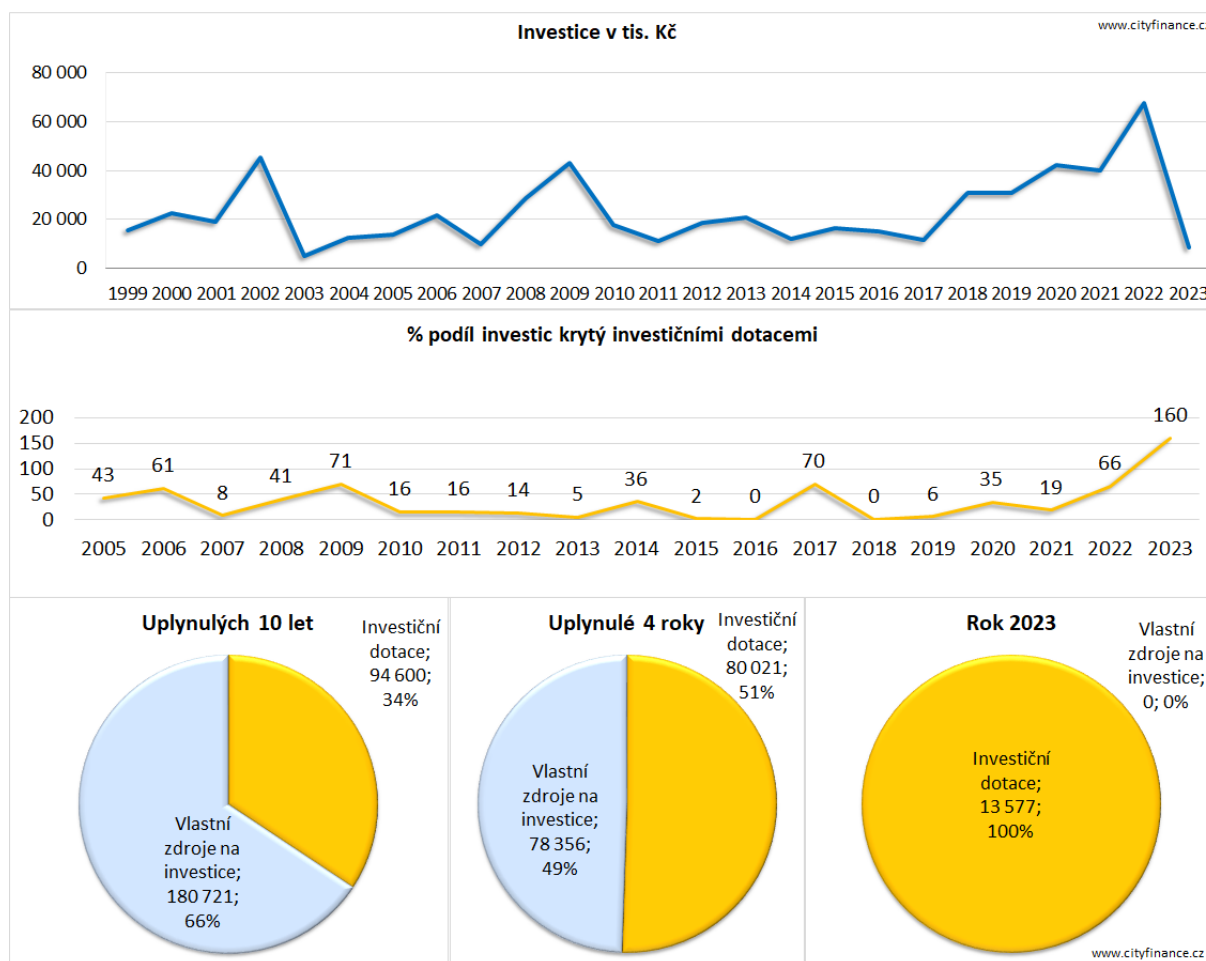 Investice v tis. Kč
www.cityfinance.cz
80 000
60 000
40 000
20 000
0
1999 2000 2001 2002 2003 2004 2005 2006 2007 2008 2009 2010 2011 2012 2013 2014 2015 2016 2017 2018 2019 2020 2021 2022 2023
% podíl investic krytý investičními dotacemi
200
150
100
50
0
43 61 8 41 71 16 16 14 5 36 2 0 70 0 6 35 19 66 160
2005 2006 2007 2008 2009 2010 2011 2012 2013 2014 2015 2016 2017 2018 2019 2020 2021 2022 2023
Uplynulých 10 let
Investiční
dotace;
94 600;
34%
Vlastní
zdroje na
investice;
180 721;
66%
Uplynulé 4 roky
Investiční
dotace;
80 021;
51%
Vlastní
zdroje na
investice;
78 356;
49%
Rok 2023
Vlastní
zdroje na
investice;
0; 0%
Investiční
dotace;
13 577;
100%
www.cityfinance.cz